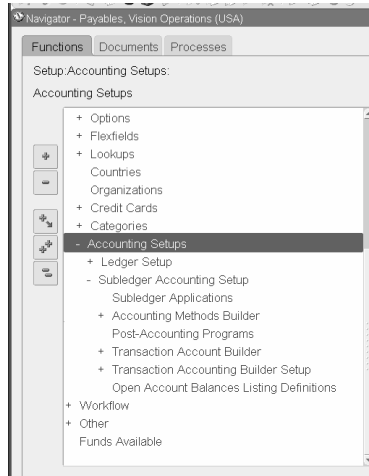 Navigator - Payables, Vision Operations (USA)
Functions Documents Processes
Setup:Accounting Setups:
Accounting Setups
+ Options
+ Flexfields
+ Lookups
Countries
Organizations
+ Credit Cards
+ Categories
- Accounting Setups
+ Ledger Setup
- Subledger Accounting Setup
Subledger Applications
+ Accounting Methods Builder
Post-Accounting Programs
+ Transaction Account Builder
+ Transaction Accounting Builder Setup
Open Account Balances Listing Definitions
+ Workflow
+ Other
Funds Available